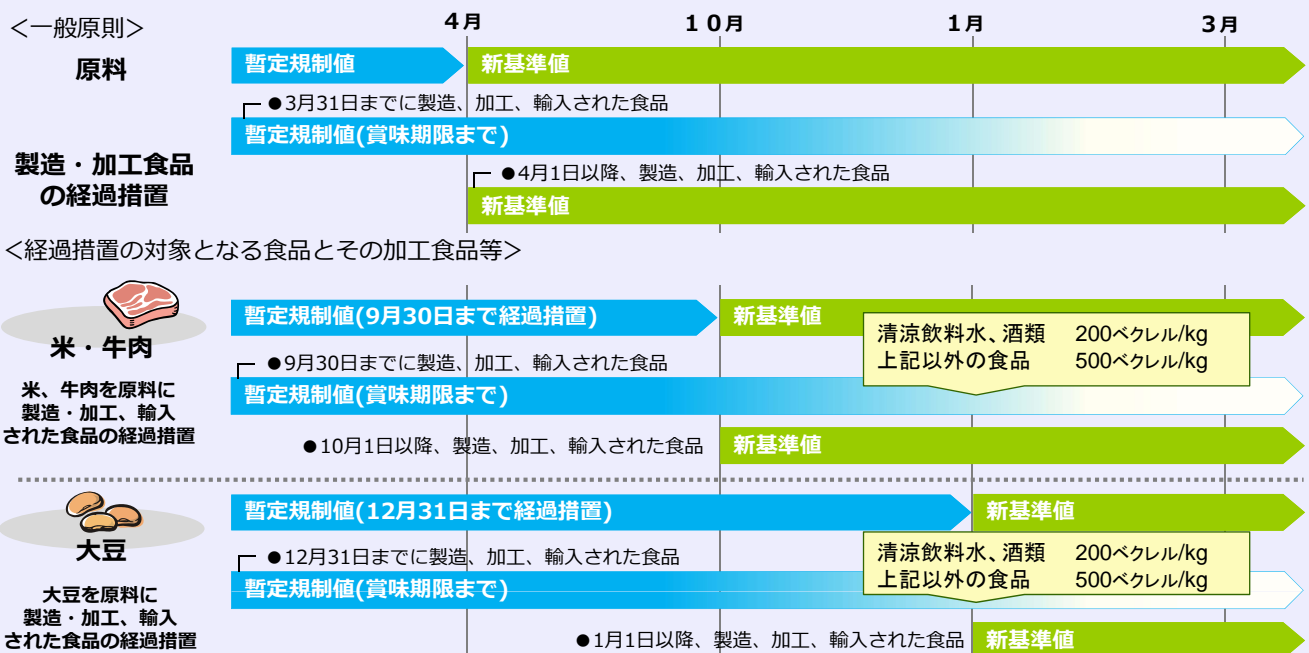 ＜一般原則＞
4月 １０月 1月 3月
原料
暫定規制値 新基準値
●3月31日までに製造、加工、輸入された食品
暫定規制値(賞味期限まで)
製造・加工食品
の経過措置
●4月1日以降、製造、加工、輸入された食品
新基準値
＜経過措置の対象となる食品とその加工食品等＞
米・牛肉
暫定規制値(9月30日まで経過措置) 新基準値
清涼飲料水、酒類 200ベクレル/kg
上記以外の食品 500ベクレル/kg
●9月30日までに製造、加工、輸入された食品
米、牛肉を原料に
製造・加工、輸入
された食品の経過措置
暫定規制値(賞味期限まで)
●10月1日以降、製造、加工、輸入された食品 新基準値
大豆
暫定規制値(12月31日まで経過措置) 新基準値
清涼飲料水、酒類 200ベクレル/kg
上記以外の食品 500ベクレル/kg
●12月31日までに製造、加工、輸入された食品
暫定規制値(賞味期限まで)
大豆を原料に
製造・加工、輸入
された食品の経過措置
●1月1日以降、製造、加工、輸入された食品 新基準値